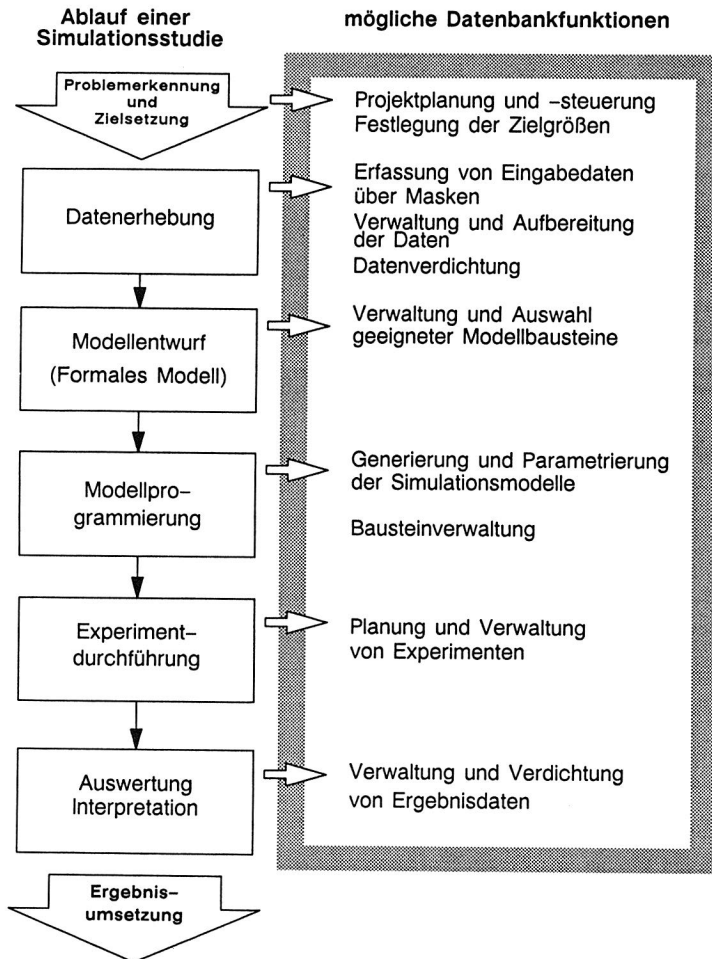 Ablauf einer
Simulationsstudie
mögliche Datenbankfunktionen
Problemerkennung
und
Zielsetzung
Projektplanung und –steuerung
Festlegung der Zielgrößen
Datenerhebung
Erfassung von Eingabedaten
über Masken
Verwaltung und Aufbereitung
der Daten
Datenverdichtung
Modellentwurf
(Formales Modell)
Verwaltung und Auswahl
geeigneter Modellbausteine
Modellpro–
grammierung
Generierung und Parametrierung
der Simulationsmodelle
Bausteinverwaltung
Experiment–
durchführung
Planung und Verwaltung
von Experimenten
Auswertung
Interpretation
Verwaltung und Verdichtung
von Ergebnisdaten
Ergebnis–
umsetzung